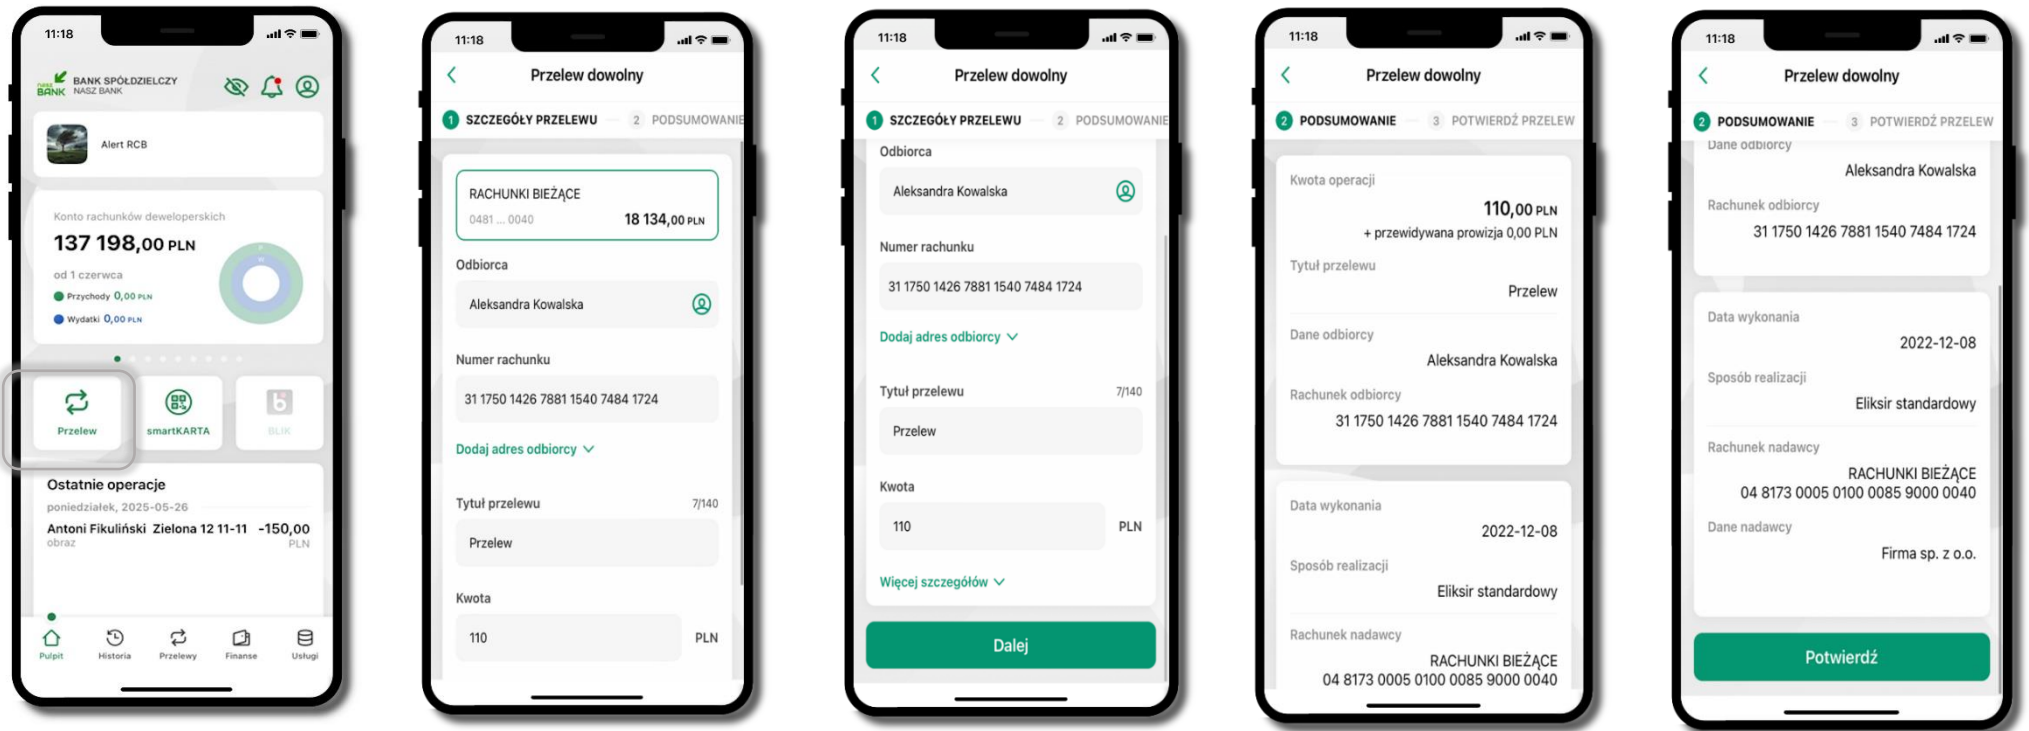 11:18
nasz BANK
BANK SPÓŁDZIELCZY
NASZ BANK
Alert RCB
Konto rachunków deweloperskich
137 198,00 PLN
od 1 czerwca
Przychody 0,00 PLN
Wydatki 0,00 PLN
Przelew
smartKARTA
BLIK
Ostatnie operacje
poniedziałek, 2025-05-26
Antoni Fikuliński Zielona 12 11-11 -150,00
obraz PLN
Pulpit
Historia
Przelewy
Finanse
Usługi
11:18
Przelew dowolny
1 SZCZEGÓŁY PRZELEWU 2 PODSUMOWANIE
RACHUNKI BIEŻĄCE
0481 ... 0040 18 134,00 PLN
Odbiorca
Aleksandra Kowalska
Numer rachunku
31 1750 1426 7881 1540 7484 1724
Dodaj adres odbiorcy
Tytuł przelewu 7/140
Przelew
Kwota
110 PLN
11:18
Przelew dowolny
1 SZCZEGÓŁY PRZELEWU 2 PODSUMOWANIE
Odbiorca
Aleksandra Kowalska
Numer rachunku
31 1750 1426 7881 1540 7484 1724
Dodaj adres odbiorcy
Tytuł przelewu 7/140
Przelew
Kwota
110 PLN
Więcej szczegółów
Dalej
11:18
Przelew dowolny
2 PODSUMOWANIE 3 POTWIERDŹ PRZELEW
Kwota operacji
110,00 PLN
+ przewidywana prowizja 0,00 PLN
Tytuł przelewu
Przelew
Dane odbiorcy
Aleksandra Kowalska
Rachunek odbiorcy
31 1750 1426 7881 1540 7484 1724
Data wykonania
2022-12-08
Sposób realizacji
Eliksir standardowy
Rachunek nadawcy
RACHUNKI BIEŻĄCE
04 8173 0005 0100 0085 9000 0040
11:18
Przelew dowolny
2 PODSUMOWANIE 3 POTWIERDŹ PRZELEW
Dane odbiorcy
Aleksandra Kowalska
Rachunek odbiorcy
31 1750 1426 7881 1540 7484 1724
Data wykonania
2022-12-08
Sposób realizacji
Eliksir standardowy
Rachunek nadawcy
RACHUNKI BIEŻĄCE
04 8173 0005 0100 0085 9000 0040
Dane nadawcy
Firma sp. z o.o.
Potwierdź